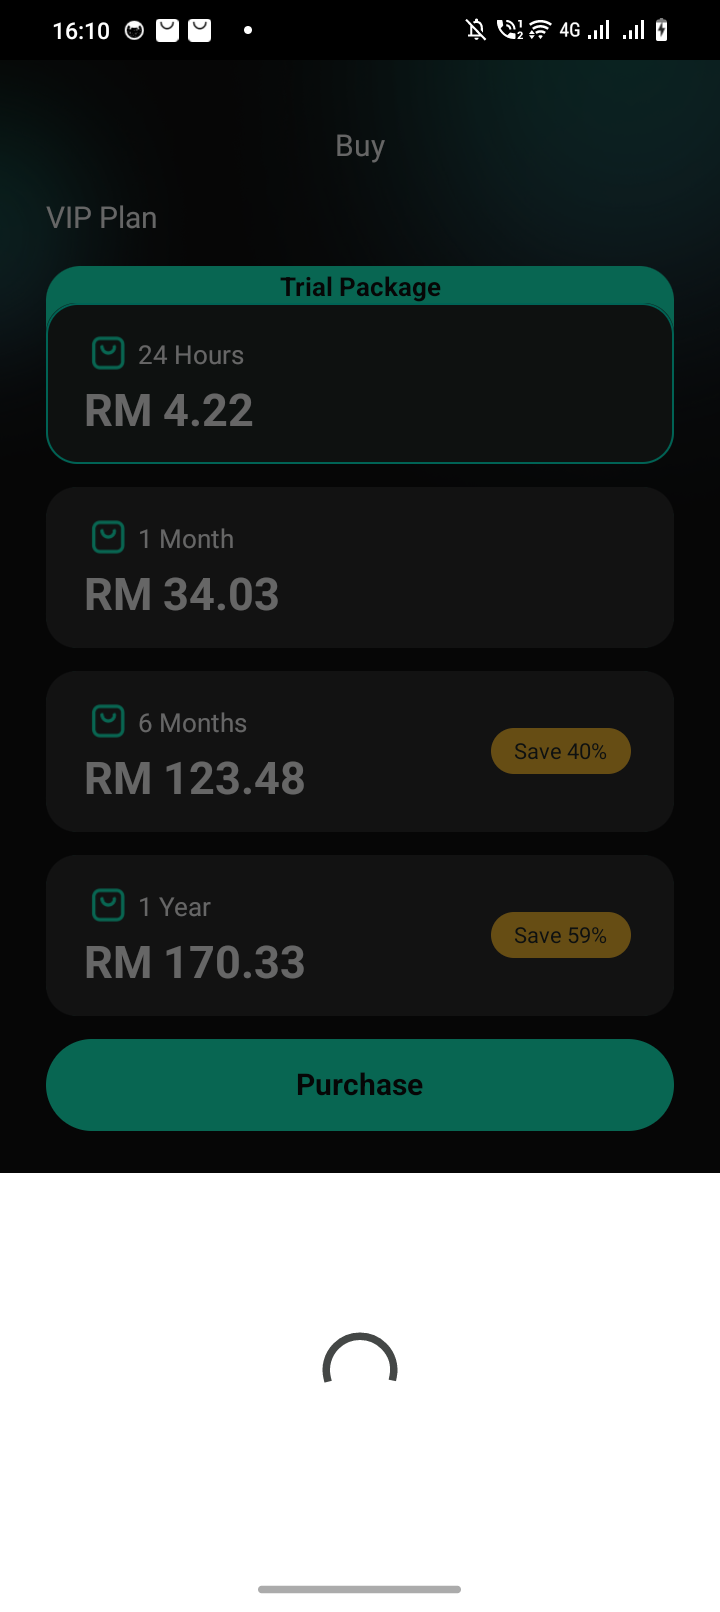 16:10
4G
Buy
VIP Plan
Trial Package
24 Hours
RM 4.22
1 Month
RM 34.03
6 Months
RM 123.48
Save 40%
1 Year
RM 170.33
Save 59%
Purchase